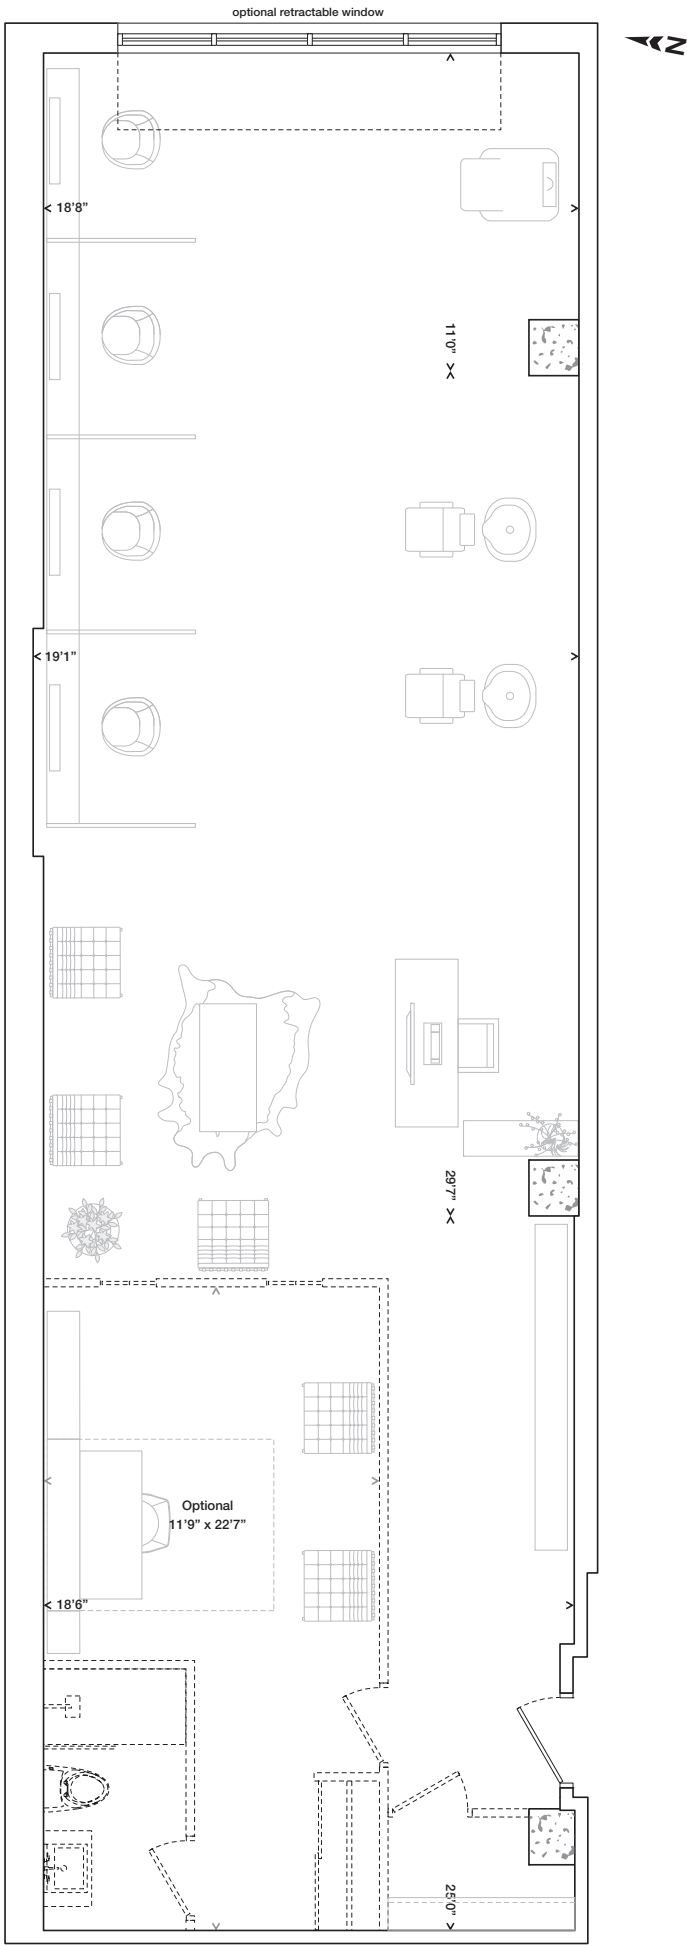 optional retractable window
N
18'8"
11'0"
19'1"
29'7"
Optional
11'9" x 22'7"
18'6"
25'0"